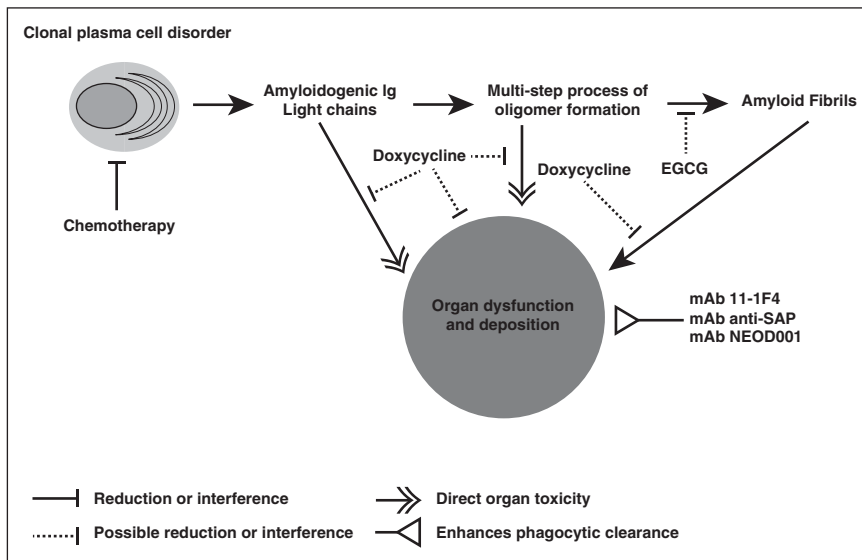 Clonal plasma cell disorder
Amyloidogenic Ig
Light chains
Multi-step process of
oligomer formation
Amyloid Fibrils
Doxycycline
Doxycycline
EGCG
Chemotherapy
Organ dysfunction
and deposition
mAb 11-1F4
mAb anti-SAP
mAb NEOD001
Reduction or interference
Direct organ toxicity
Possible reduction or interference
Enhances phagocytic clearance